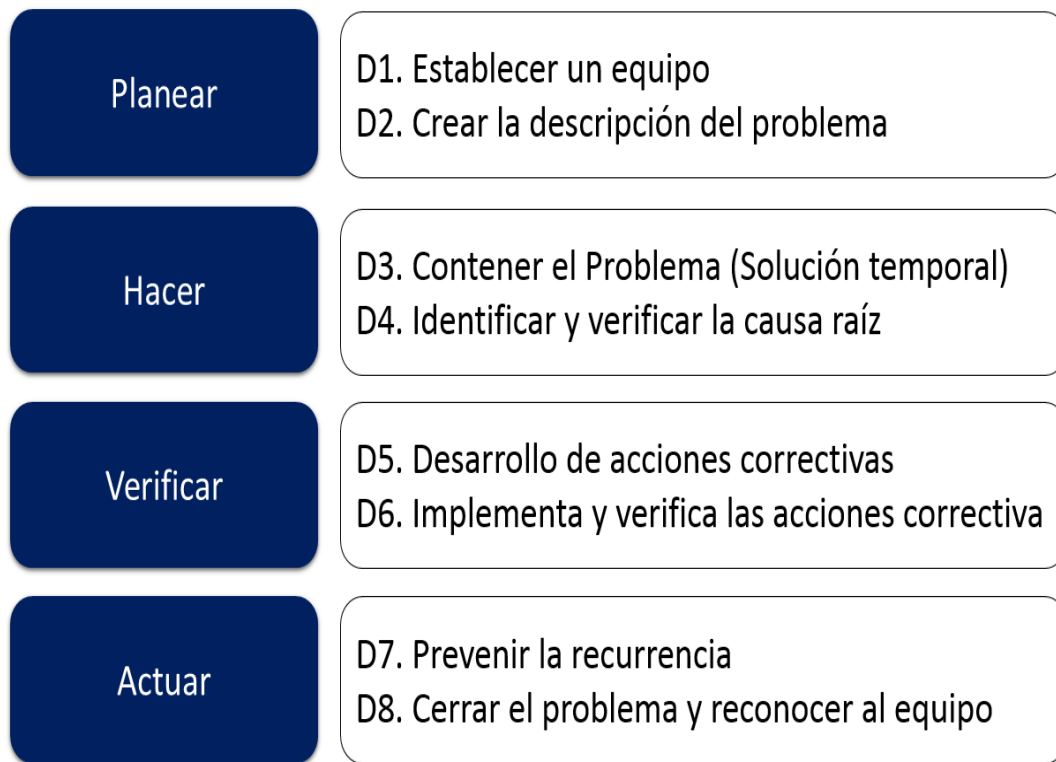 Planear
D1. Establecer un equipo
D2. Crear la descripción del problema
Hacer
D3. Contener el Problema (Solución temporal)
D4. Identificar y verificar la causa raíz
Verificar
D5. Desarrollo de acciones correctivas
D6. Implementa y verifica las acciones correctiva
Actuar
D7. Prevenir la recurrencia
D8. Cerrar el problema y reconocer al equipo